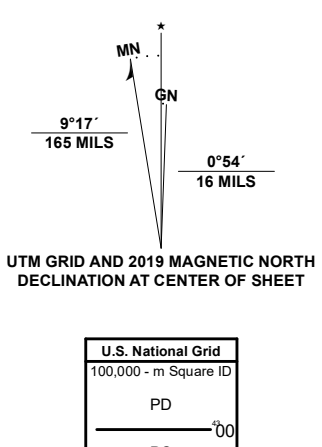 MN
GN
9°17´
165 MILS
0°54´
16 MILS
UTM GRID AND 2019 MAGNETIC NORTH
DECLINATION AT CENTER OF SHEET
U.S. National Grid
100,000 - m Square ID
PD
4300